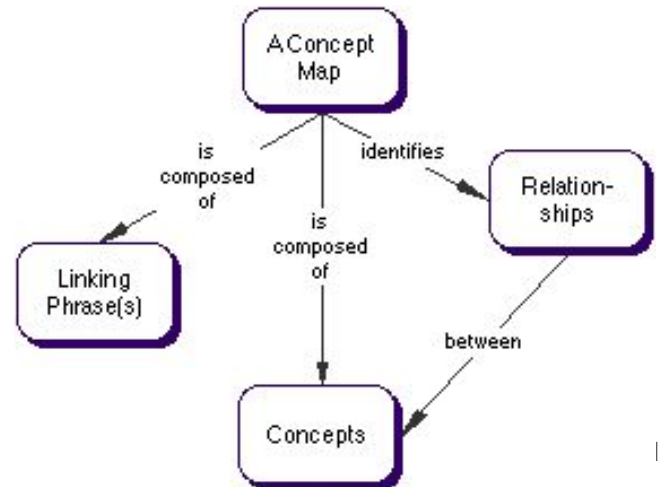 A Concept
Map
is
composed
of
identifies
Relation-
ships
is
composed
of
Linking
Phrase(s)
between
Concepts